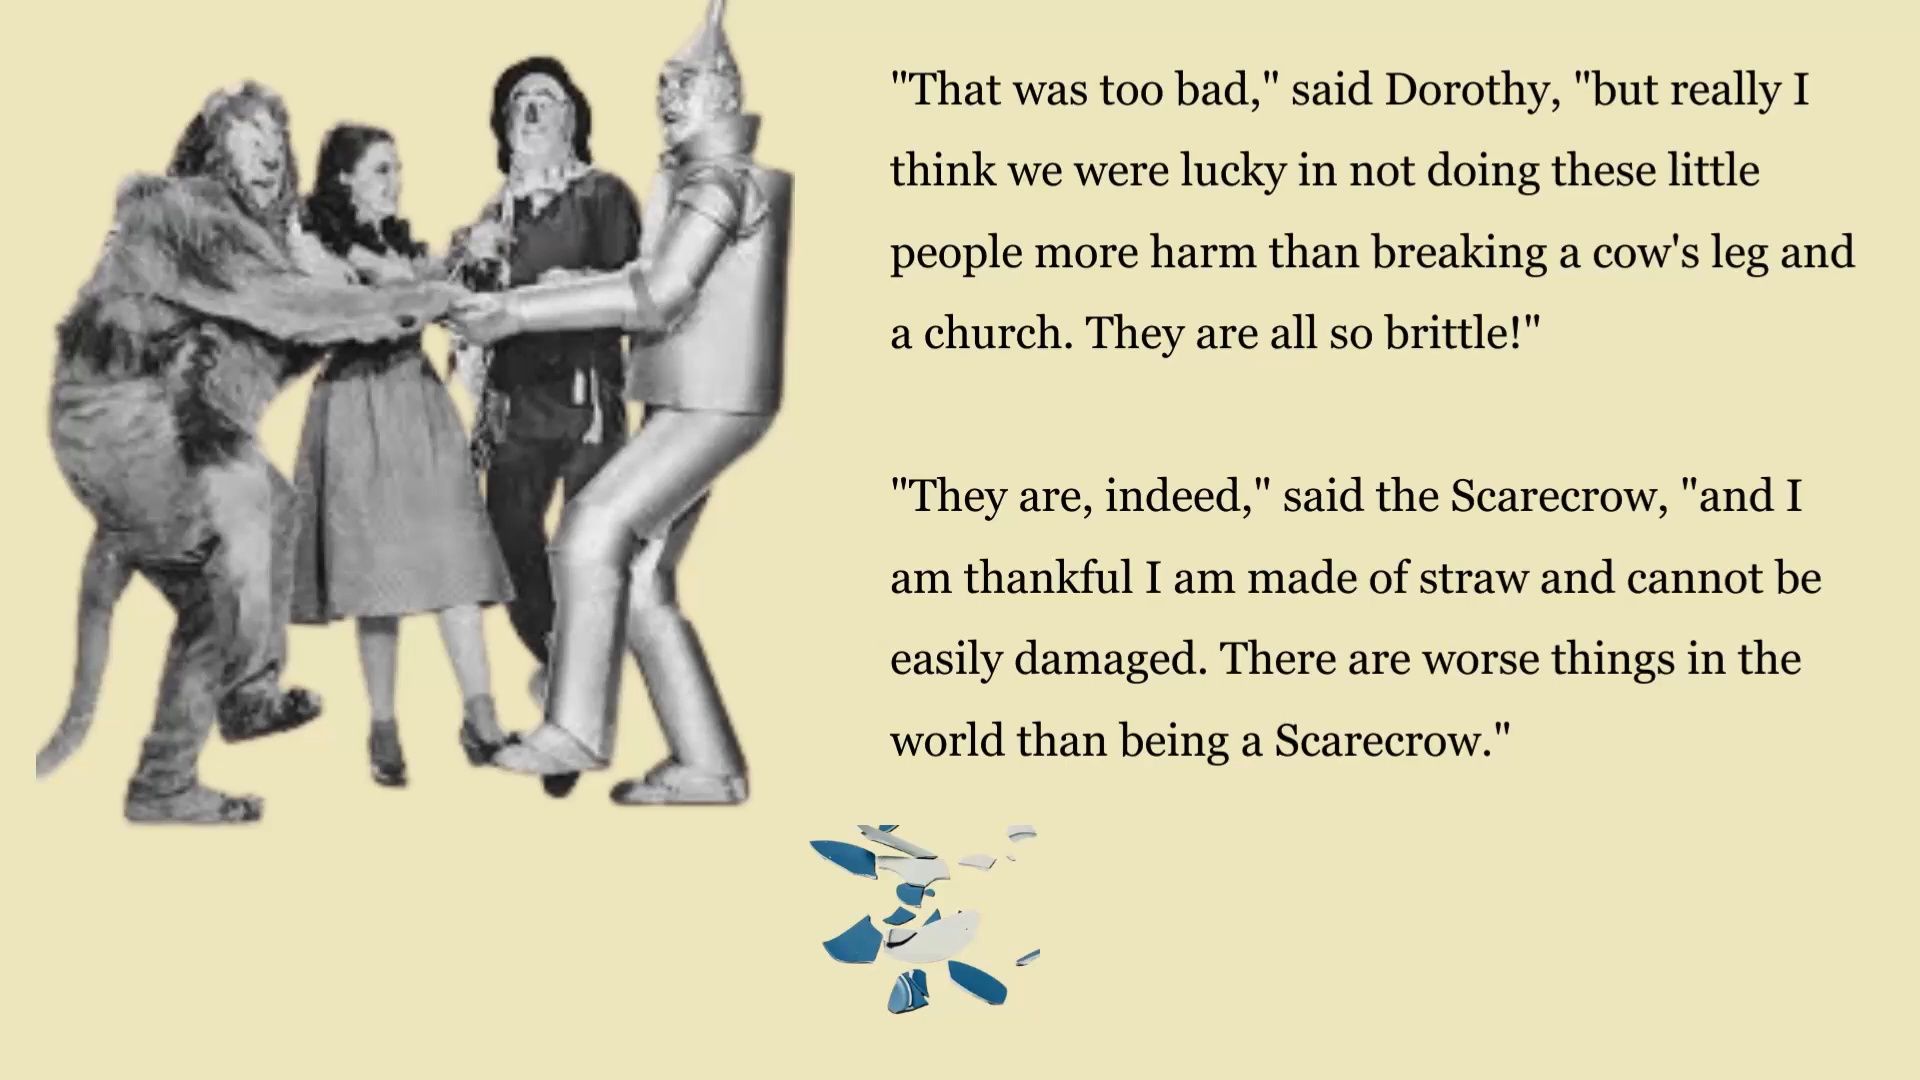 "That was too bad," said Dorothy, "but really I
think we were lucky in not doing these little
people more harm than breaking a cow's leg and
a church. They are all so brittle!"
"They are, indeed," said the Scarecrow, "and I
am thankful I am made of straw and cannot be
easily damaged. There are worse things in the
world than being a Scarecrow."